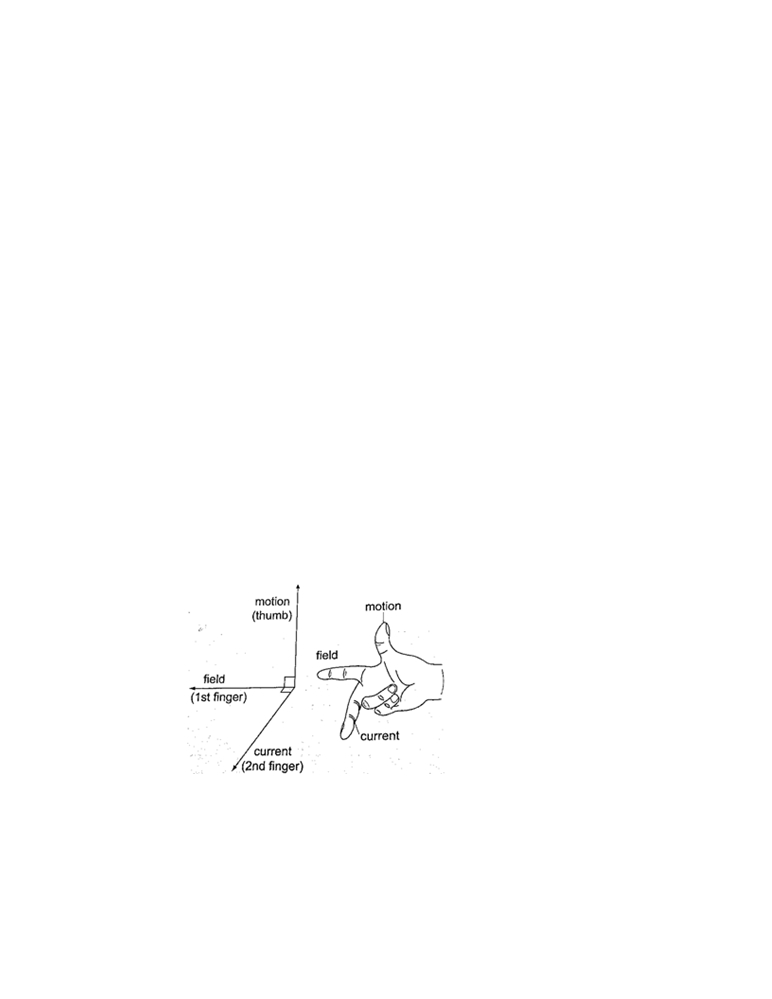 motion
(thumb)
field
(1st finger)
current
(2nd finger)
motion
field
current